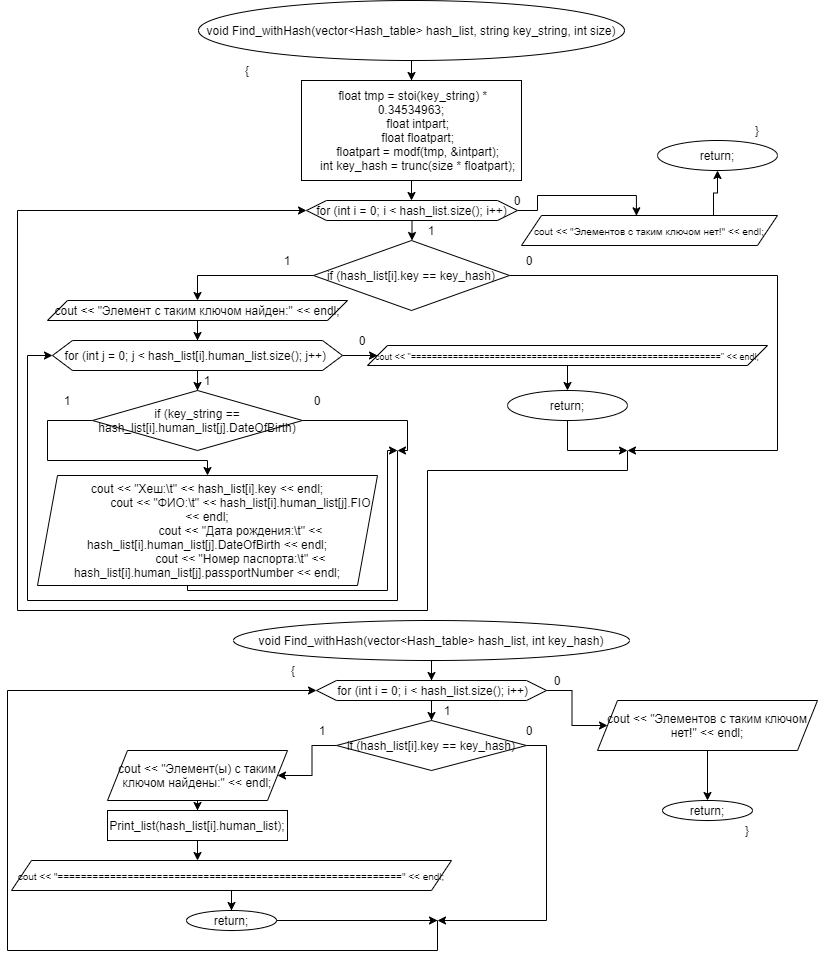 void Find_withHash(vector<Hash_table> hash_list, string key_string, int size)
{
float tmp = stoi(key_string) *
0.34534963;
float intpart;
float floatpart;
floatpart = modf(tmp, &intpart);
int key_hash = trunc(size * floatpart);
}
return;
for (int i = 0; i < hash_list.size(); i++)
0
cout << "Элементов с таким ключом нет!" << endl;
1
if (hash_list[i].key == key_hash)
1
0
cout << "Элемент с таким ключом найден:" << endl;
for (int j = 0; j < hash_list[i].human_list.size(); j++)
0
cout << "=========================================================" << endl;
1
if (key_string ==
hash_list[i].human_list[j].DateOfBirth)
1
0
return;
cout << "Хеш:\t" << hash_list[i].key << endl;
cout << "ФИО:\t" << hash_list[i].human_list[j].FIO
<< endl;
cout << "Дата рождения:\t" <<
hash_list[i].human_list[j].DateOfBirth << endl;
cout << "Номер паспорта:\t" <<
hash_list[i].human_list[j].passportNumber << endl;
void Find_withHash(vector<Hash_table> hash_list, int key_hash)
{
for (int i = 0; i < hash_list.size(); i++)
0
1
cout << "Элементов с таким ключом
нет!" << endl;
if (hash_list[i].key == key_hash)
1
0
cout << "Элемент(ы) с таким
ключом найдены:" << endl;
Print_list(hash_list[i].human_list);
return;
}
cout << "=========================================================" << endl;
return;